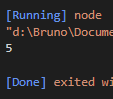 [Running] node
"d:\Bruno\Docume
5
[Done] exited wi